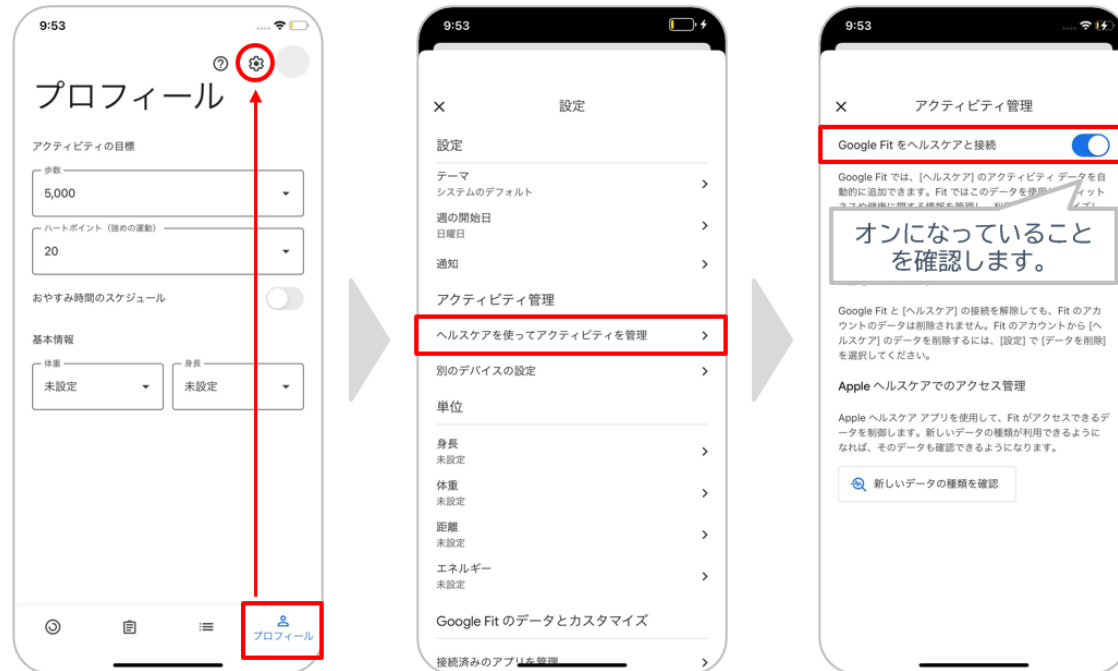 9:53
プロフィール
アクティビティの目標
歩数
5,000
ハートポイント（強めの運動）
20
おやすみ時間のスケジュール
基本情報
体重
未設定
身長
未設定
プロフィール
9:53
設定
設定
テーマ
システムのデフォルト
週の開始日
日曜日
通知
アクティビティ管理
ヘルスケアを使ってアクティビティを管理
別のデバイスの設定
単位
身長
未設定
体重
未設定
距離
未設定
エネルギー
未設定
Google Fit のデータとカスタマイズ
接続済みのアプリを管理
9:53
アクティビティ管理
Google Fit をヘルスケアと接続
Google Fit では、[ヘルスケア] のアクティビティ データを自
動的に追加できます。Fit ではこのデータを使用
オンになっていること
を確認します。
Google Fit と [ヘルスケア] の接続を解除しても、Fit のアカ
ウントのデータは削除されません。Fit のアカウントから [ヘ
ルスケア] のデータを削除するには、[設定] で [データを削除]
を選択してください。
Apple ヘルスケアでのアクセス管理
Apple ヘルスケア アプリを使用して、Fit がアクセスできるデ
ータを制御します。新しいデータの種類が利用できるように
なれば、そのデータも確認できるようになります。
新しいデータの種類を確認